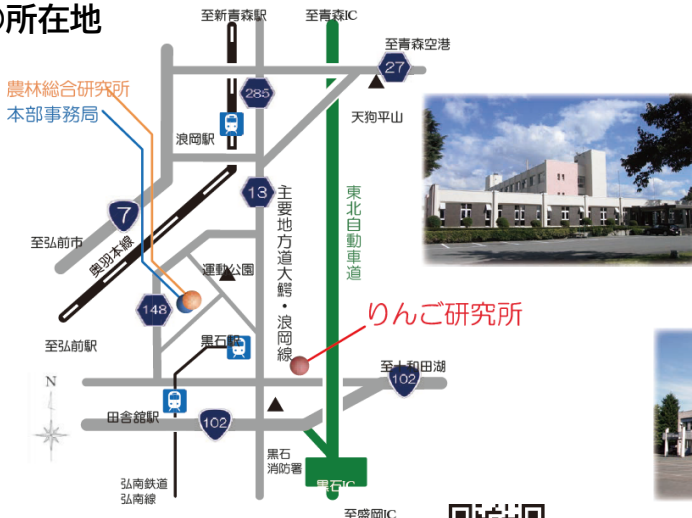 所在地
至新青森駅
至青森IC
至青森空港
27
農林総合研究所
本部事務局
285
天狗平山
浪岡駅
13
7
主要地方道大鰐・浪岡線
東北自動車道
至弘前市
奥羽本線
運動公園
148
りんご研究所
至弘前駅
黒石駅
至十和田湖
102
N
田舎舘駅
102
黒石
消防署
黒石IC
弘南鉄道
弘南線
至盛岡IC